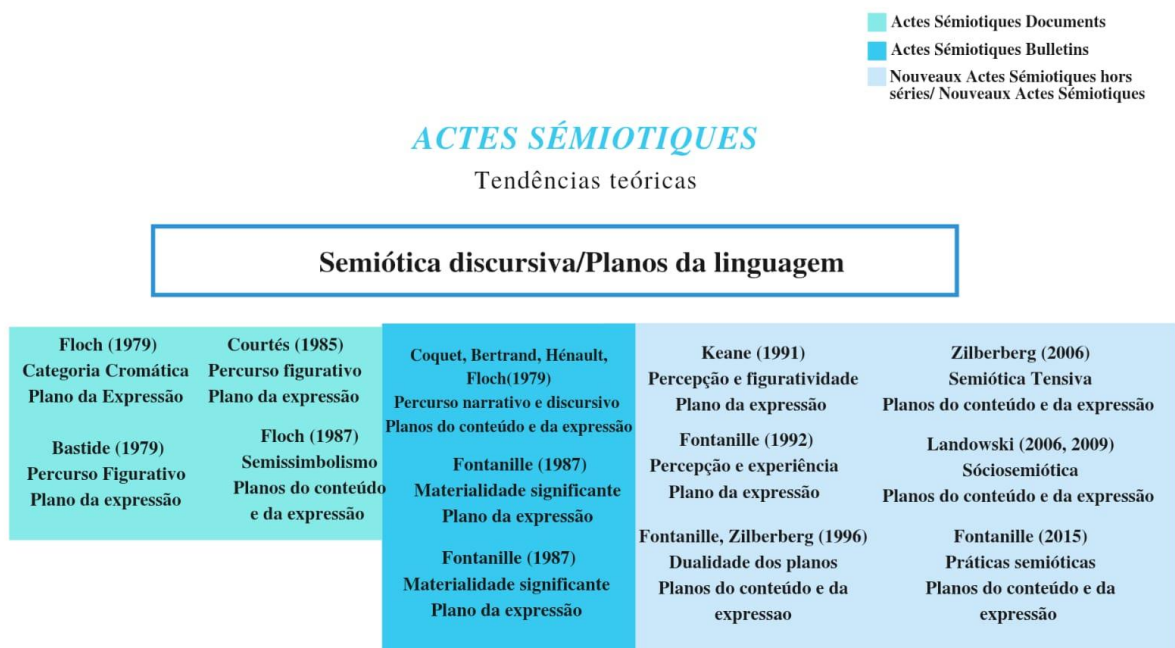 Actes Sémiotiques Documents
Actes Sémiotiques Bulletins
Nouveaux Actes Sémiotiques hors
séries/ Nouveaux Actes Sémiotiques
ACTES SÉMIOTIQUES
Tendências teóricas
Semiótica discursiva/Planos da linguagem
Floch (1979)
Categoria Cromática
Plano da Expressão
Bastide (1979)
Percurso Figurativo
Plano da expressão
Courtés (1985)
Percurso figurativo
Plano da expressão
Floch (1987)
Semissimbolismo
Planos do conteúdo
e da expressão
Coquet, Bertrand, Hénault,
Floch(1979)
Percurso narrativo e discursivo
Planos do conteúdo e da expressão
Fontanille (1987)
Materialidade significante
Plano da expressão
Fontanille (1987)
Materialidade significante
Plano da expressão
Keane (1991)
Percepção e figuratividade
Plano da expressão
Fontanille (1992)
Percepção e experiência
Plano da expressão
Fontanille, Zilberberg (1996)
Dualidade dos planos
Planos do conteúdo e da
expressao
Zilberberg (2006)
Semiótica Tensiva
Planos do conteúdo e da expressão
Landowski (2006, 2009)
Sóciosemiótica
Planos do conteúdo e da expressão
Fontanille (2015)
Práticas semióticas
Planos do conteúdo e da
expressão